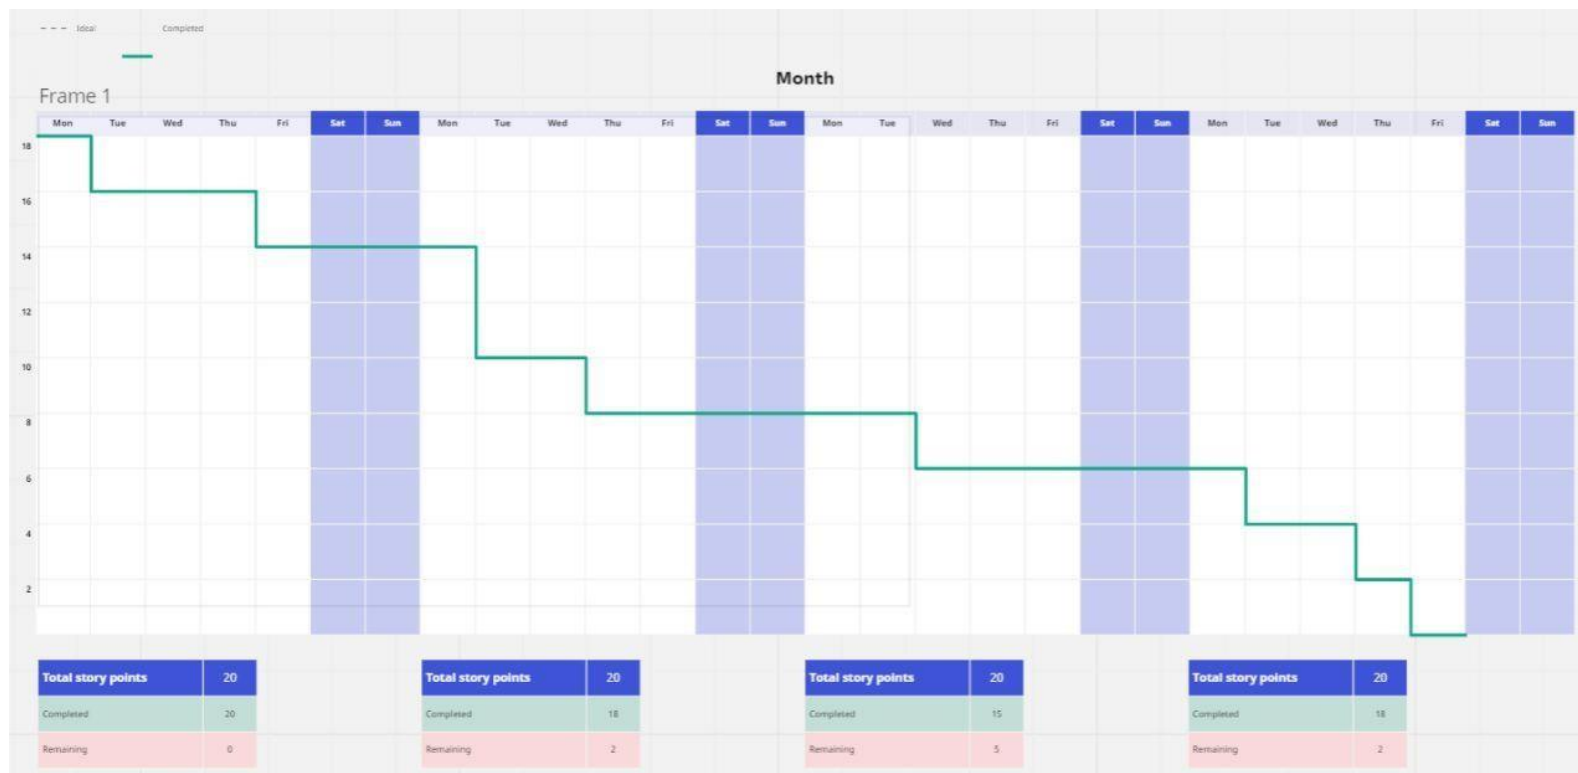 Ideal Completed
Month
Frame 1
Mon Tue Wed Thu Fri Sat Sun Mon Tue Wed Thu Fri Sat Sun Mon Tue Wed Thu Fri Sat Sun Mon Tue Wed Thu Fri Sat Sun
18
16
14
12
10
8
6
4
2
Total story points 20 Total story points 20 Total story points 20 Total story points 20
Completed 20 Completed 18 Completed 15 Completed 18
Remaining 0 Remaining 2 Remaining 5 Remaining 2